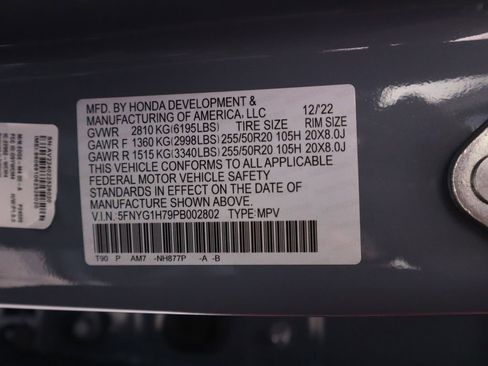 MFD. BY HONDA DEVELOPMENT &
MANUFACTURING OF AMERICA, LLC 12/'22
GVWR 2810 KG(6195LBS) TIRE SIZE RIM SIZE
GAWR F 1360 KG(2998LBS) 255/50R20 105H 20X8.0J
GAWR R 1515 KG(3340LBS) 255/50R20 105H 20X8.0J
THIS VEHICLE CONFORMS TO ALL APPLICABLE
FEDERAL MOTOR VEHICLE SAFETY
STANDARDS IN EFFECT ON THE DATE OF
MANUFACTURE SHOWN ABOVE.
V.I.N.: 5FNYG1H79PB002802 TYPE: MPV
T90 P AM7 -NH877P -A -B